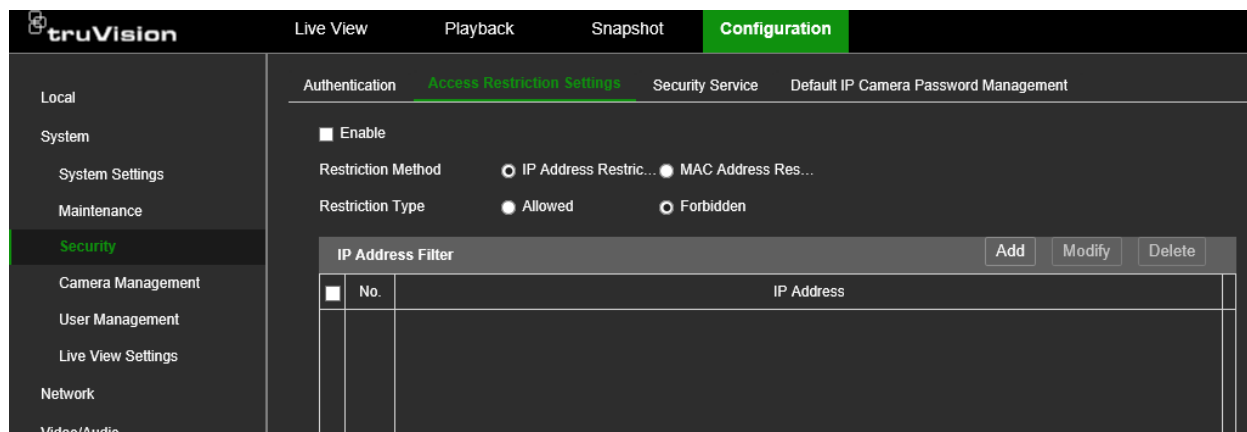 truVision
Live View Playback Snapshot Configuration
Authentication Access Restriction Settings Security Service Default IP Camera Password Management
Local
System
System Settings
Maintenance
Security
Camera Management
User Management
Live View Settings
Network
Video/Audio
Enable
Restriction Method IP Address Restric... MAC Address Res...
Restriction Type Allowed Forbidden
IP Address Filter Add Modify Delete
No. IP Address